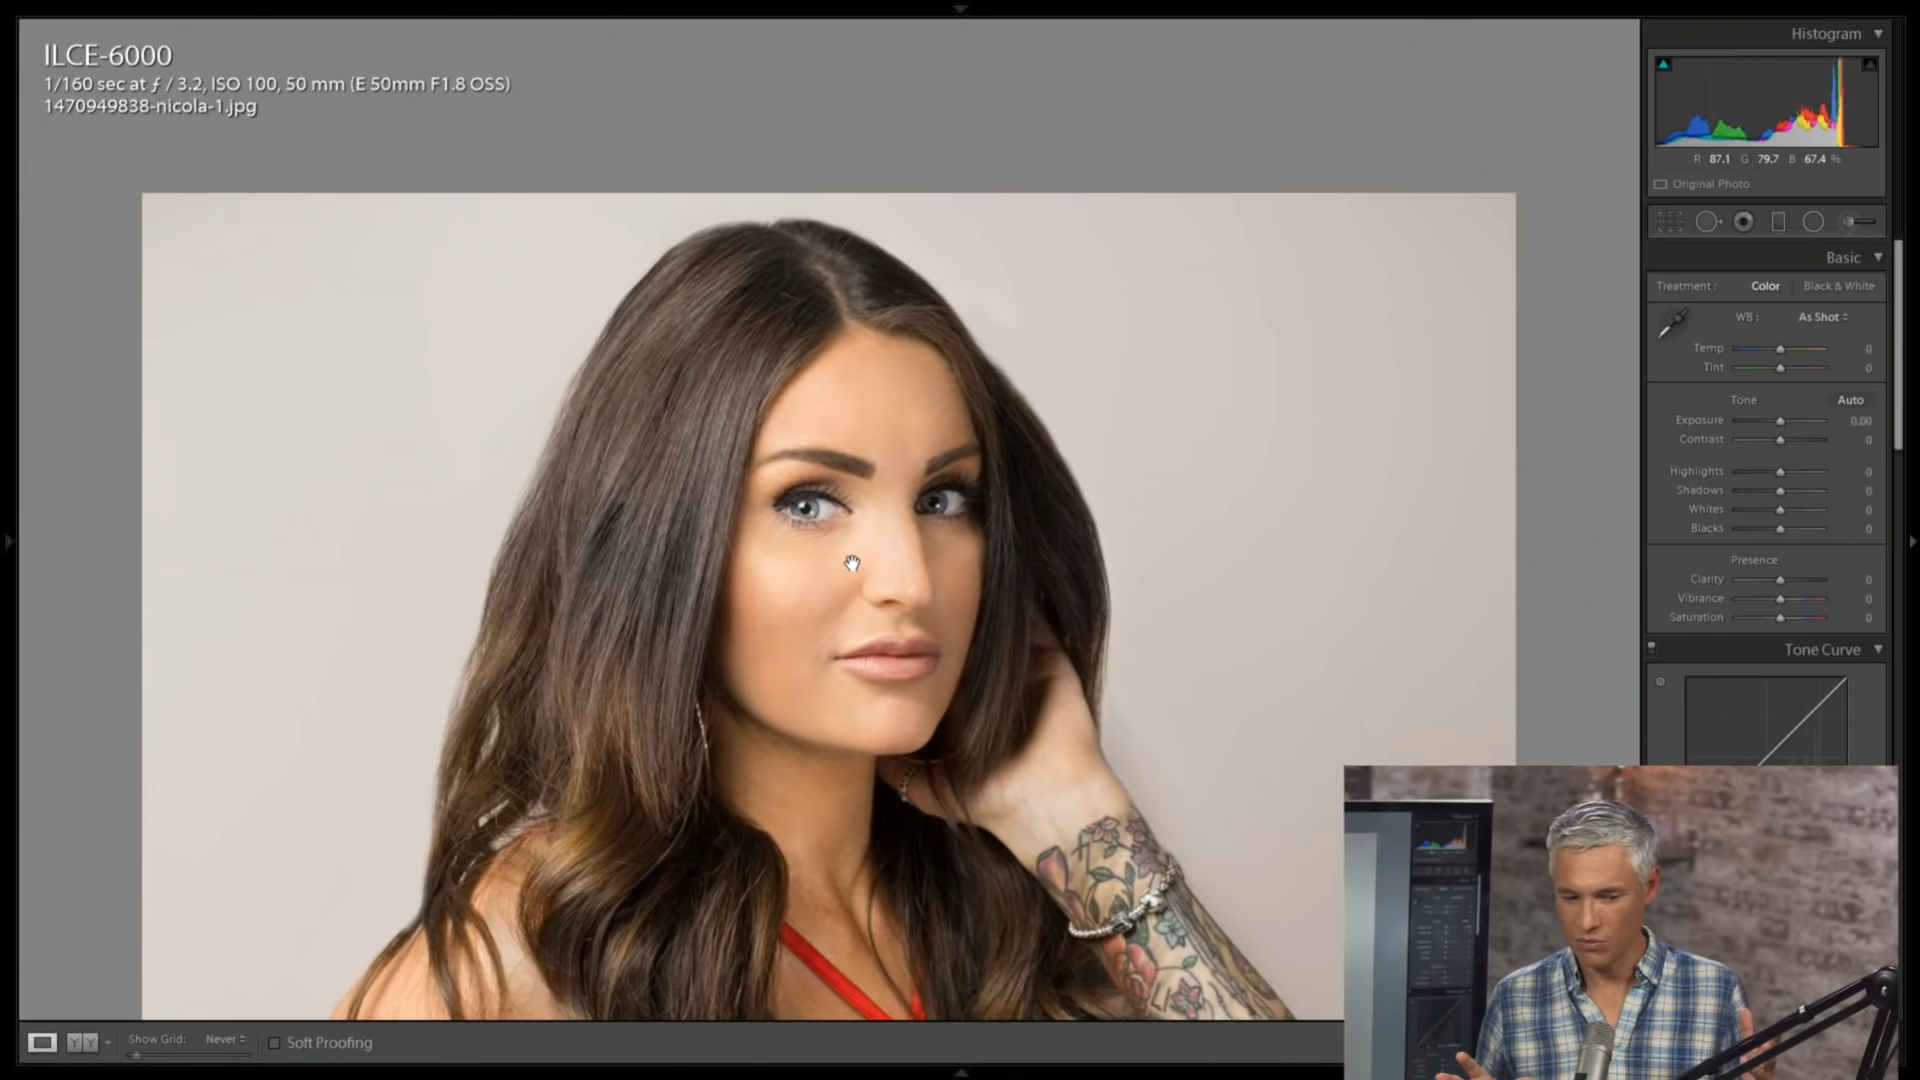 ILCE-6000
1/160 sec at ƒ / 3.2, ISO 100, 50 mm (E 50mm F1.8 OSS)
1470949838-nicola-1.jpg
Histogram
R 87.1 G 79.7 B 67.4 %
Original Photo
Basic
Treatment : Color Black & White
WB : As Shot
Temp 0
Tint 0
Tone Auto
Exposure 0.00
Contrast 0
Highlights 0
Shadows 0
Whites 0
Blacks 0
Presence
Clarity 0
Vibrance 0
Saturation 0
Tone Curve
YY Show Grid: Never Soft Proofing